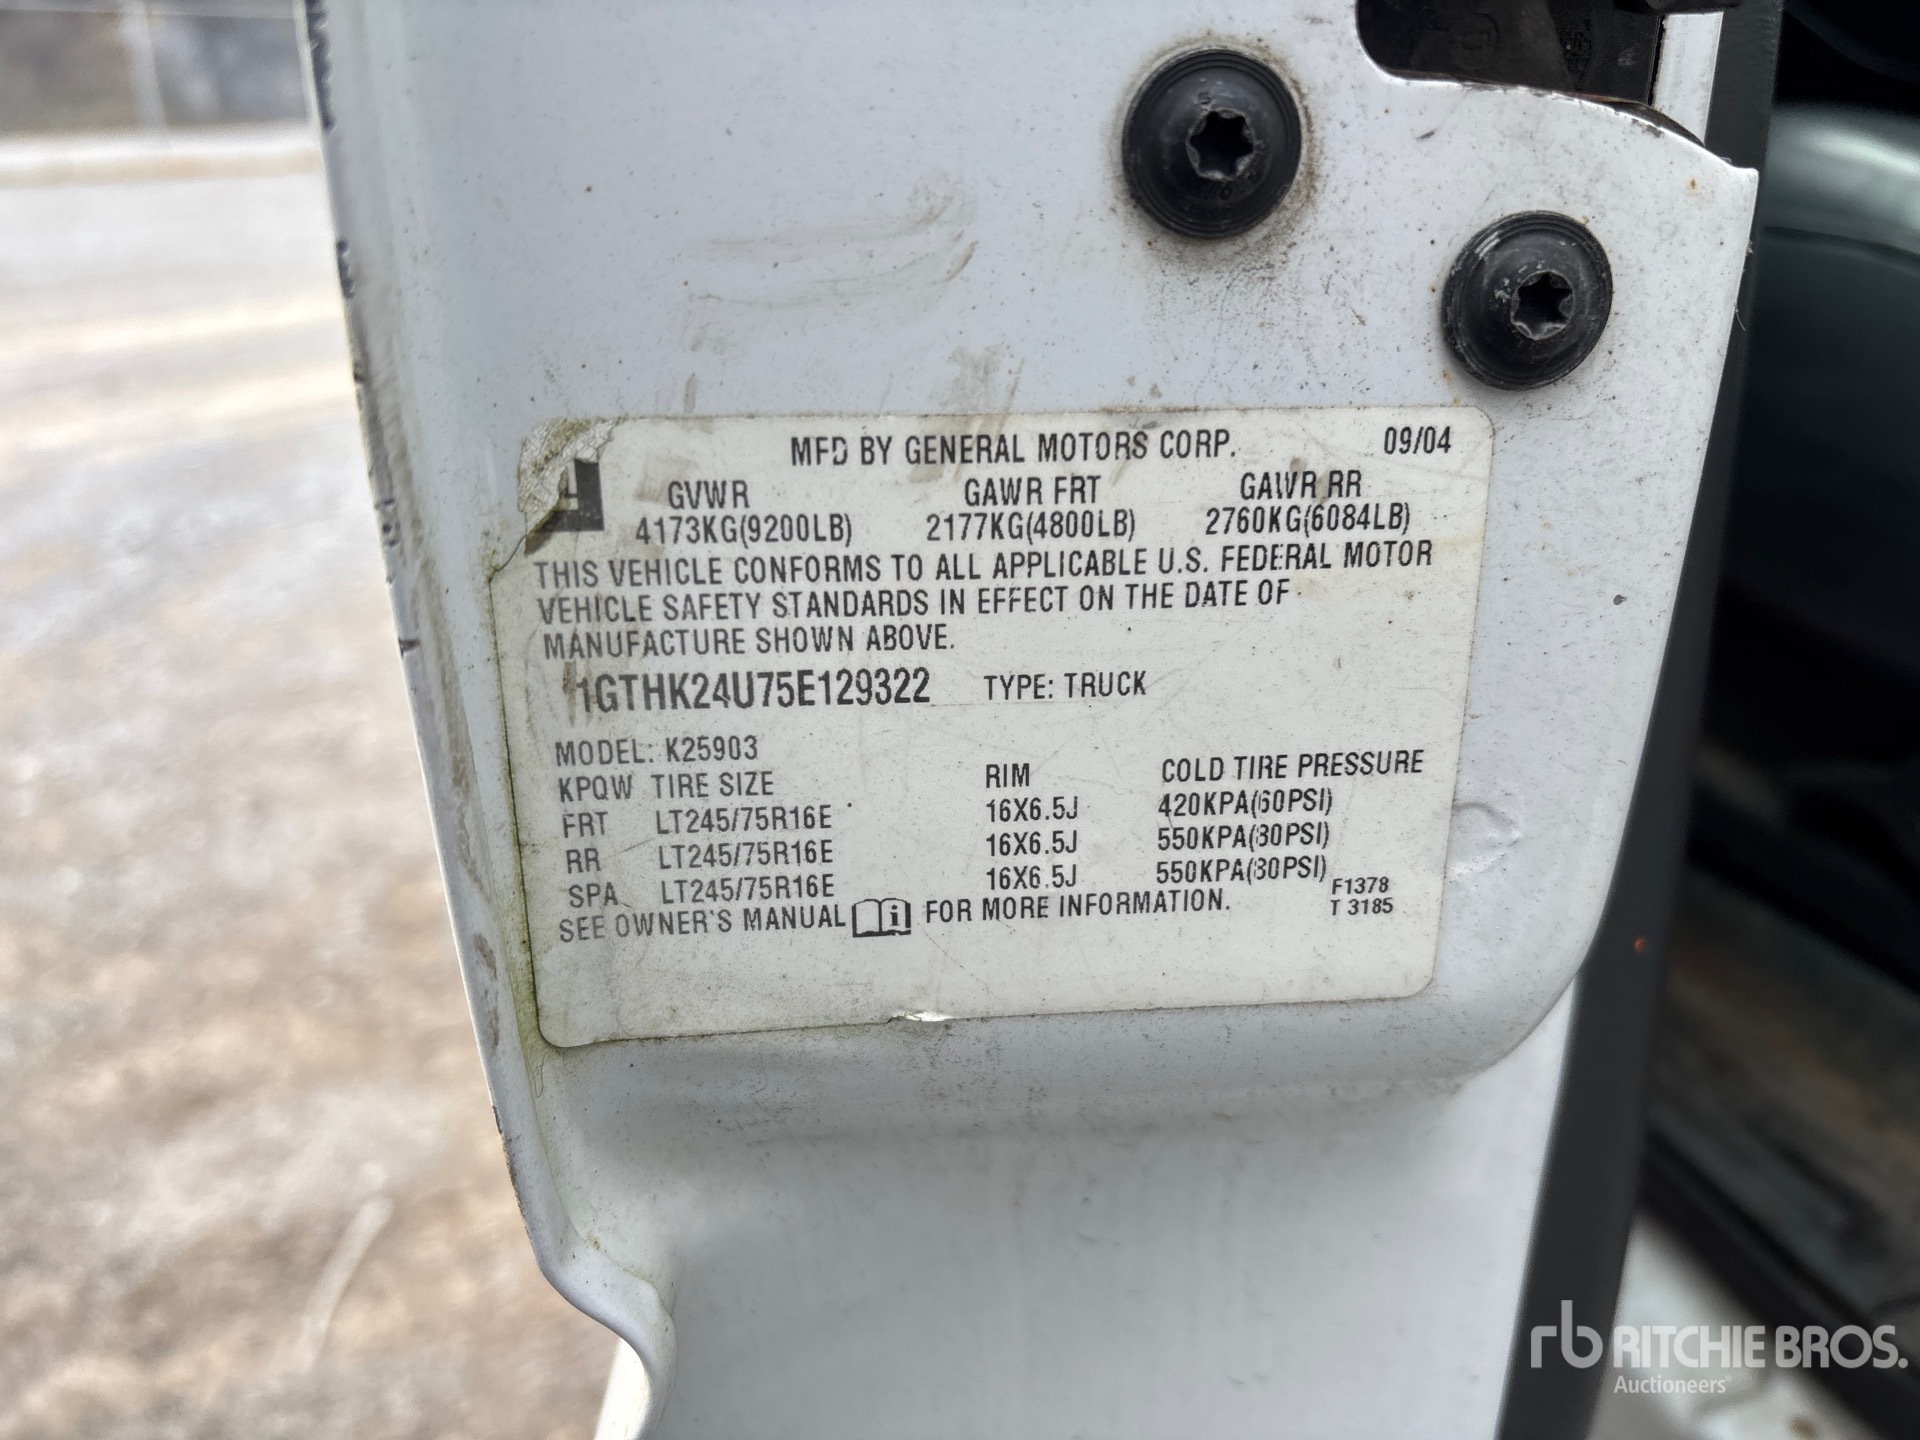 MFD BY GENERAL MOTORS CORP. 09/04
GVWR GAWR FRT GAWR RR
4173KG(9200LB) 2177KG(4800LB) 2760KG(6084LB)
THIS VEHICLE CONFORMS TO ALL APPLICABLE U.S. FEDERAL MOTOR
VEHICLE SAFETY STANDARDS IN EFFECT ON THE DATE OF
MANUFACTURE SHOWN ABOVE.
1GTHK24U75E129322 TYPE: TRUCK
MODEL: K25903
KPQW TIRE SIZE RIM COLD TIRE PRESSURE
FRT LT245/75R16E 16X6.5J 420KPA(60PSI)
RR LT245/75R16E 16X6.5J 550KPA(80PSI)
SPA LT245/75R16E 16X6.5J 550KPA(80PSI)
F1378
T 3185
SEE OWNER'S MANUAL i FOR MORE INFORMATION.
rb RITCHIE BROS.
Auctioneers